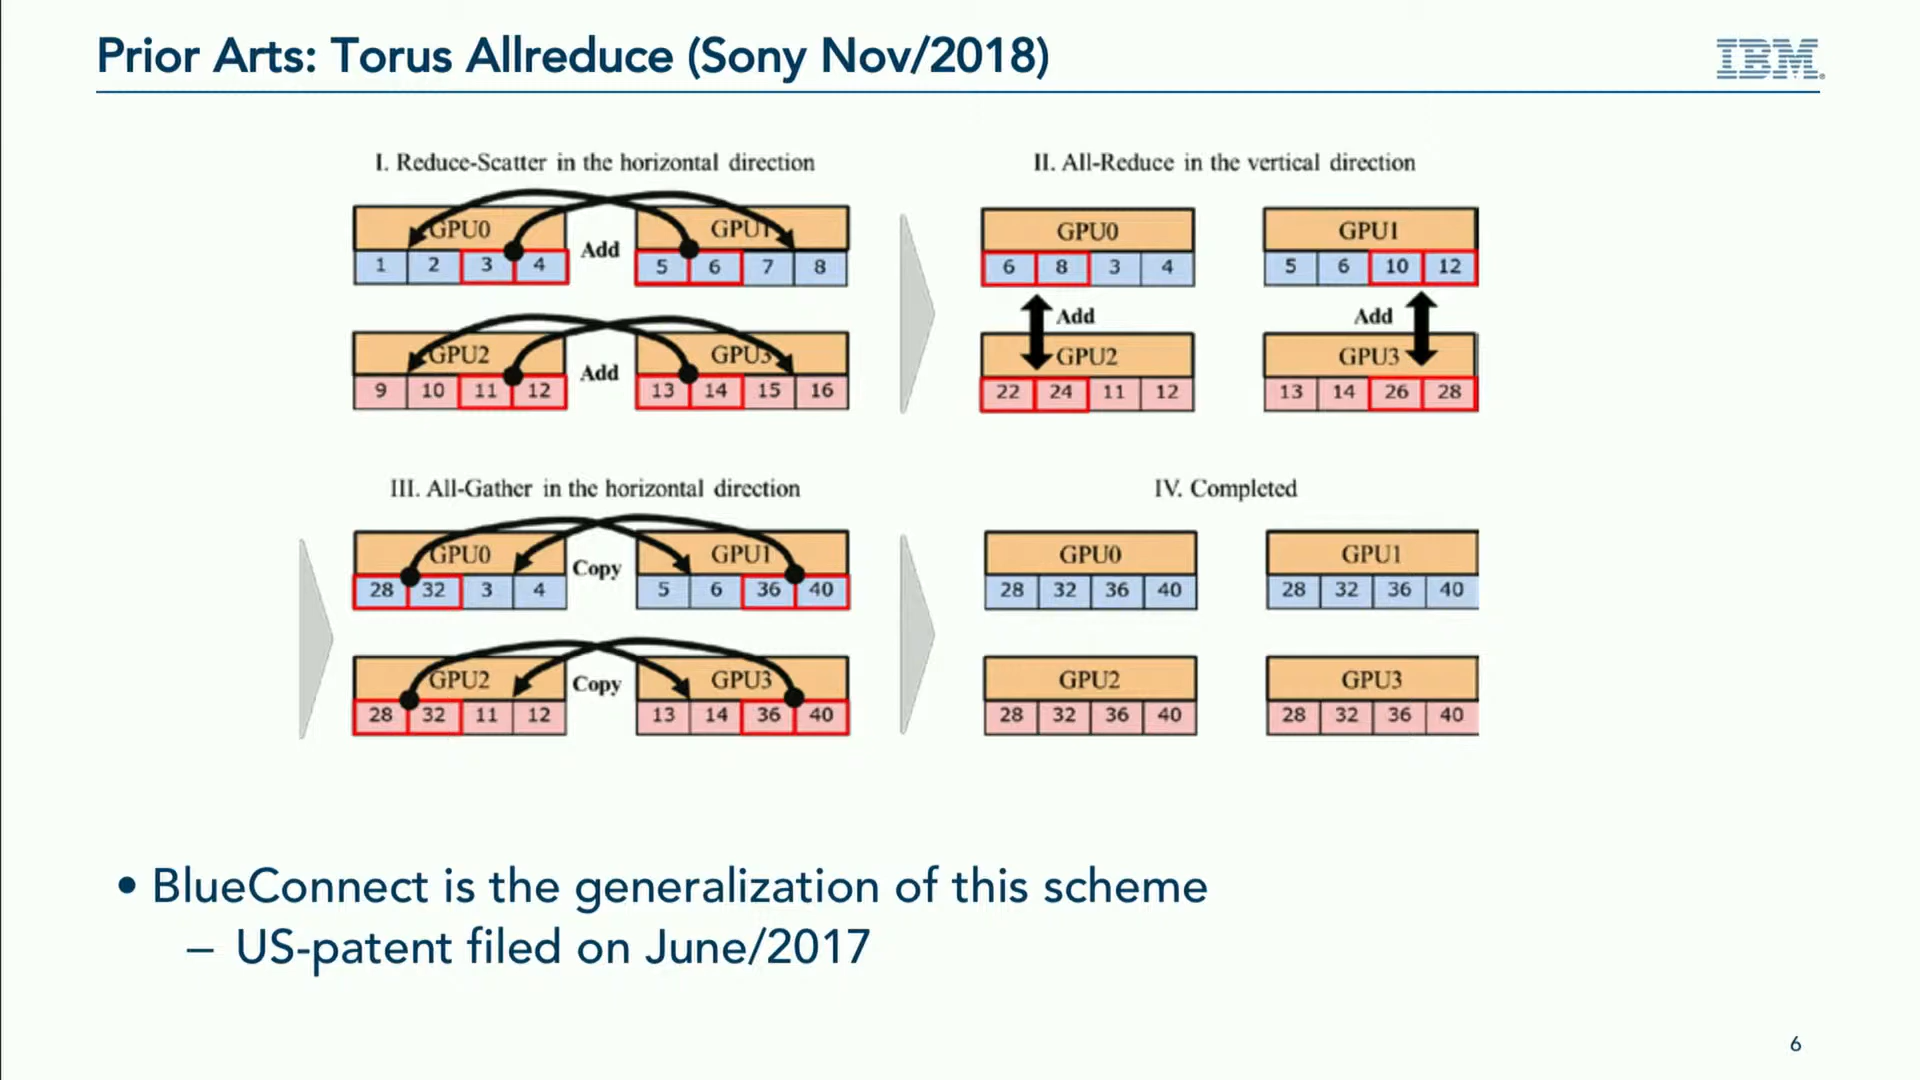 Prior Arts: Torus Allreduce (Sony Nov/2018)
IBM
I. Reduce-Scatter in the horizontal direction
GPU0
1 2 3 4
Add
GPU1
5 6 7 8
GPU2
9 10 11 12
Add
GPU3
13 14 15 16
II. All-Reduce in the vertical direction
GPU0
6 8 3 4
GPU1
5 6 10 12
Add
Add
GPU2
22 24 11 12
GPU3
13 14 26 28
III. All-Gather in the horizontal direction
GPU0
28 32 3 4
Copy
GPU1
5 6 36 40
GPU2
28 32 11 12
Copy
GPU3
13 14 36 40
IV. Completed
GPU0
28 32 36 40
GPU1
28 32 36 40
GPU2
28 32 36 40
GPU3
28 32 36 40
• BlueConnect is the generalization of this scheme
– US-patent filed on June/2017
6